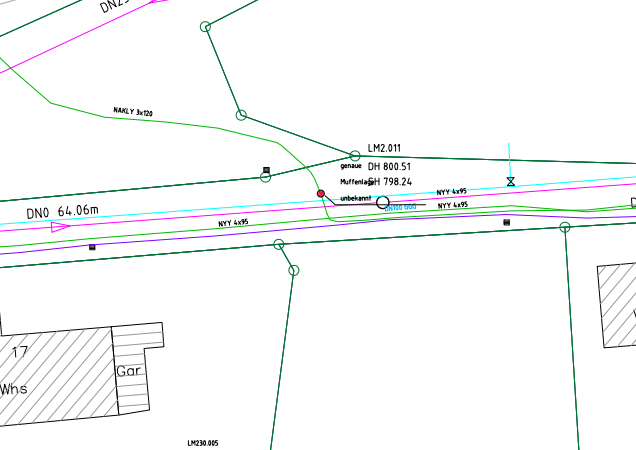 DN2
NAKLY 3x120
LM2.011
genaue DH 800.51
Muffenlage SH 798.24
unbekannt
NYY 4x95
NYY 4x95
DN0 64.06m
NYY 4x95
17
Whs
Gar
LM230.005